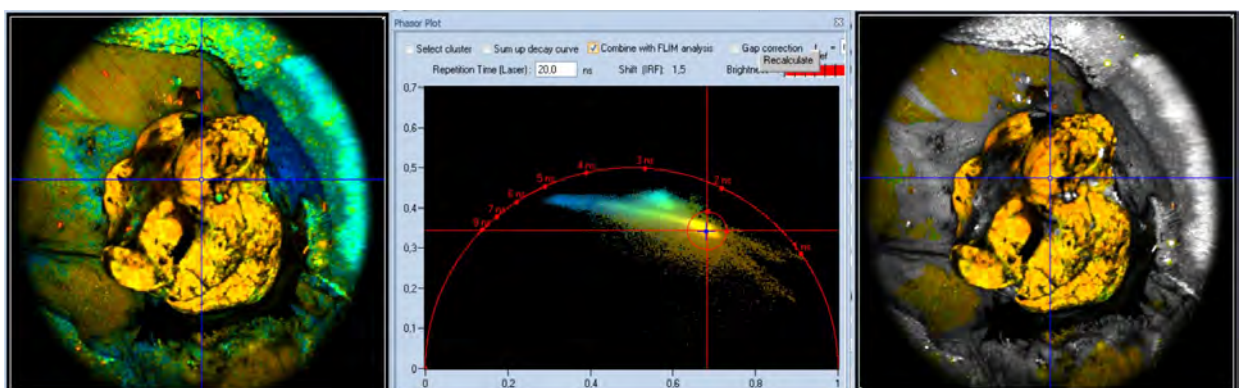 Phasor Plot
Select cluster Sum up decay curve Combine with FLIM analysis Gap correction
Recalculate
Repetition Time (Laser): 20,0 ns Shift (IRF): 1,5
0,7
0,6
0,5
0,4
0,3
0,2
0,1
0
8 ns
7 ns
6 ns
5 ns
4 ns
3 ns
2 ns
1 ns
0 0.2 0.4 0.6 0.8 1